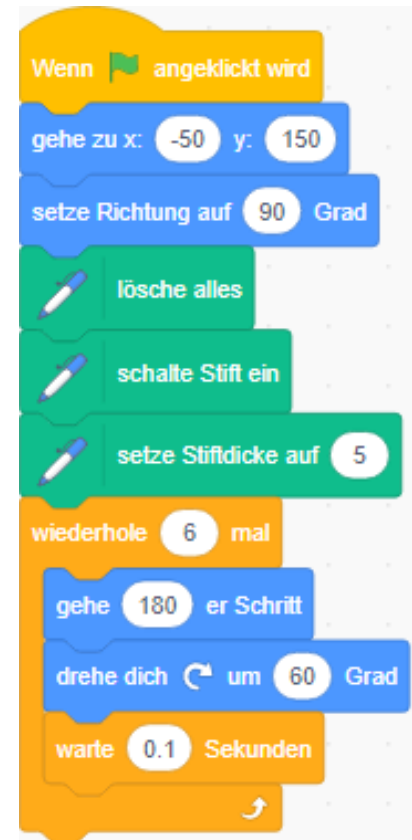 Wenn angeklickt wird
gehe zu x: -50 y: 150
setze Richtung auf 90 Grad
lösche alles
schalte Stift ein
setze Stiftdicke auf 5
wiederhole 6 mal
gehe 180 er Schritt
drehe dich um 60 Grad
warte 0.1 Sekunden